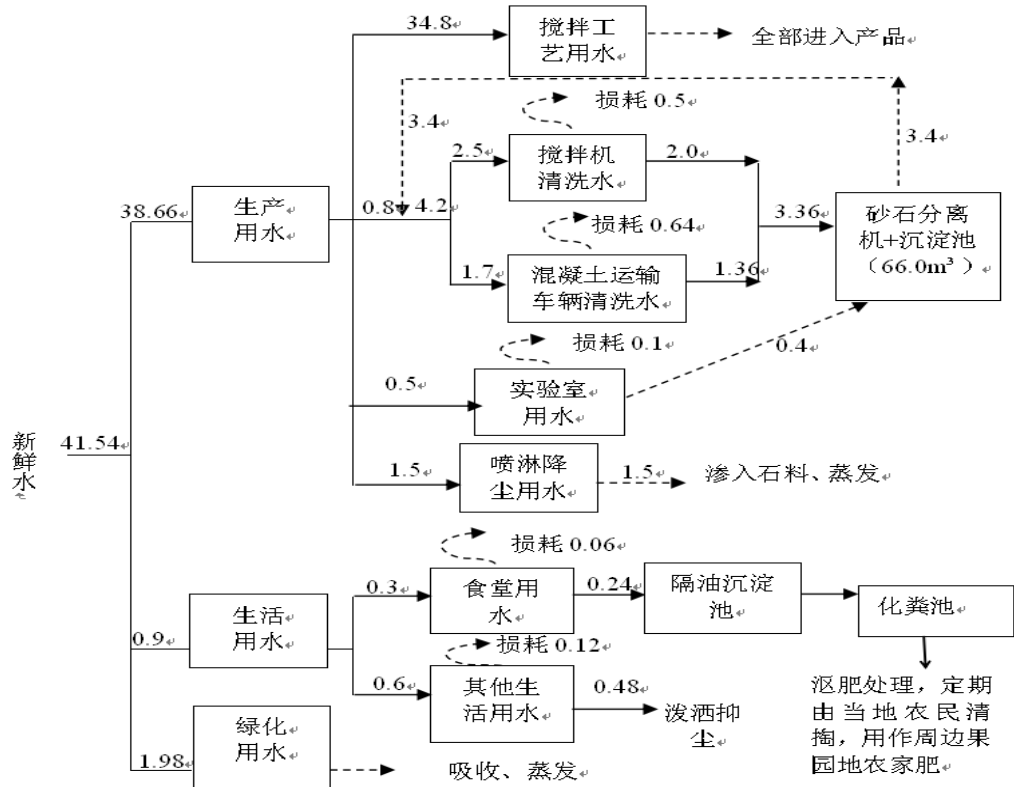 34.8
搅拌工
艺用水
全部进入产品
损耗 0.5
3.4
3.4
2.5
搅拌机
清洗水
2.0
38.66
生产
用水
0.8
4.2
损耗 0.64
3.36
砂石分离
机+沉淀池
（66.0m³）
1.7
混凝土运输
车辆清洗水
1.36
损耗 0.1
0.4
0.5
实验室
用水
新鲜水
41.54
1.5
喷淋降
尘用水
1.5
渗入石料、蒸发
损耗 0.06
0.3
食堂用
水
0.24
隔油沉淀
池
化粪池
0.9
生活
用水
损耗 0.12
0.6
其他生
活用水
0.48
泼洒抑
尘
沤肥处理，定期
由当地农民清
掏，用作周边果
园地农家肥
1.98
绿化
用水
吸收、蒸发